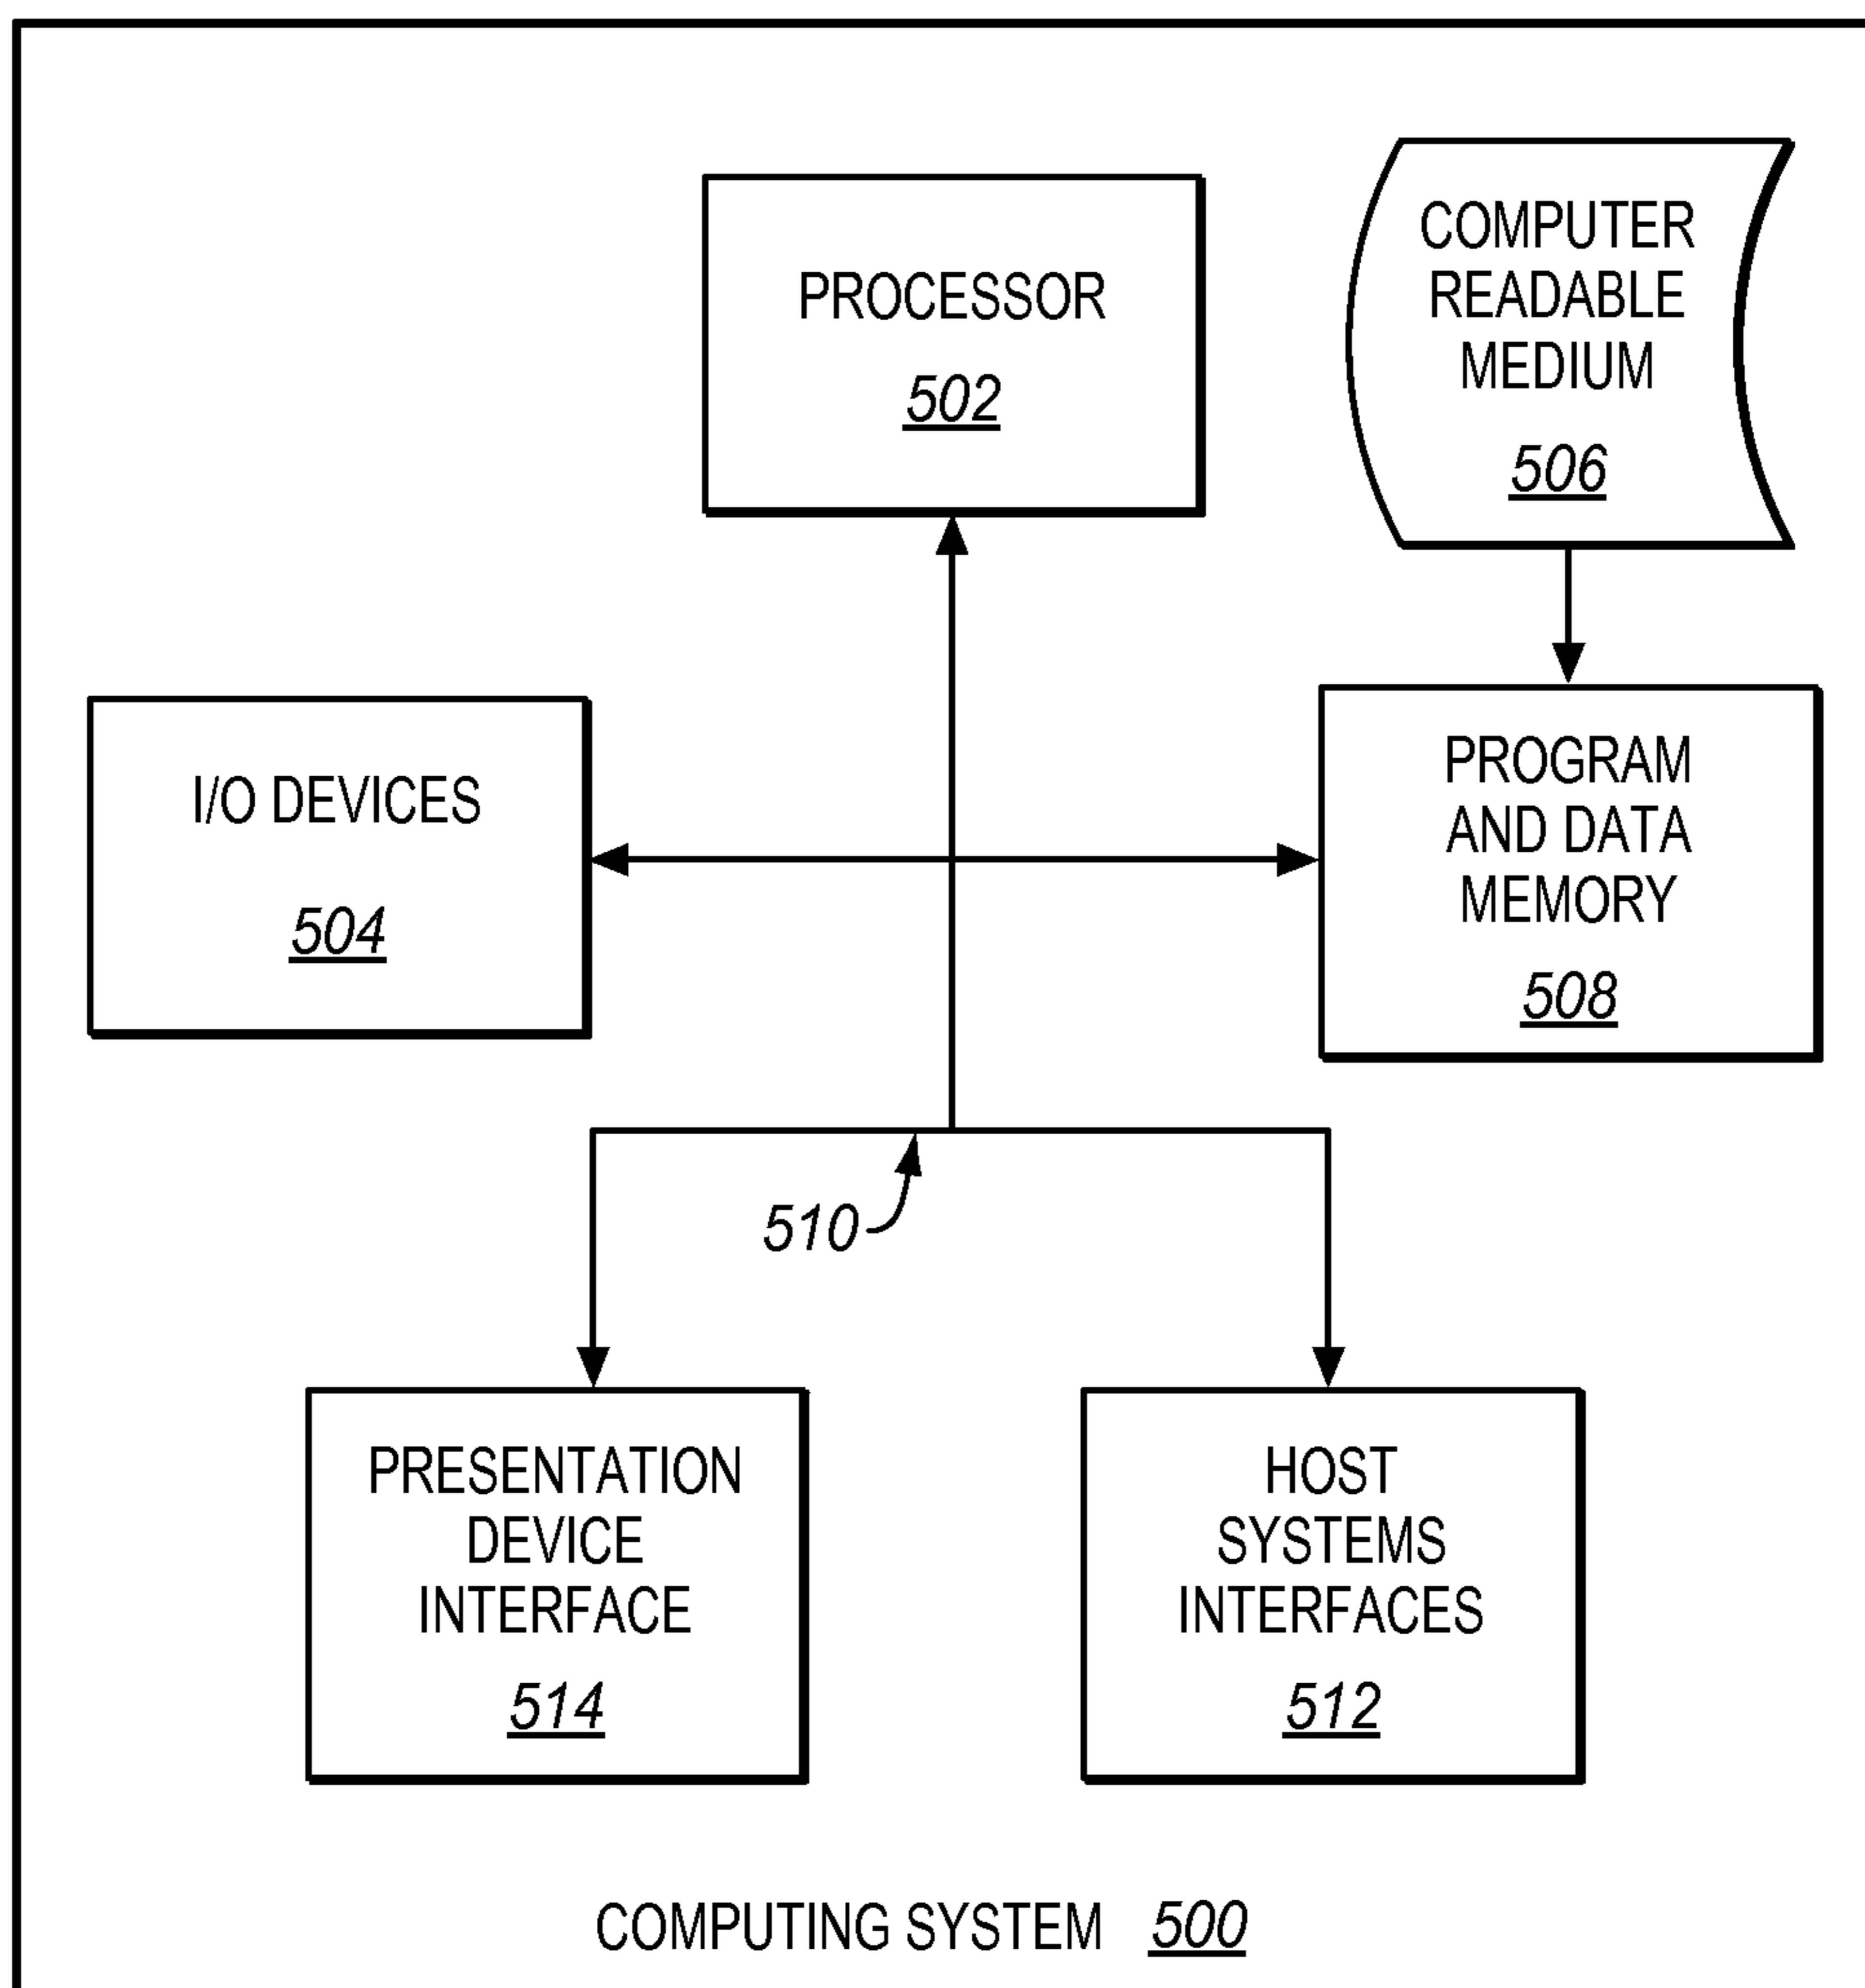 PROCESSOR
502
COMPUTER
READABLE
MEDIUM
506
I/O DEVICES
504
PROGRAM
AND DATA
MEMORY
508
510
PRESENTATION
DEVICE
INTERFACE
514
HOST
SYSTEMS
INTERFACES
512
COMPUTING SYSTEM 500